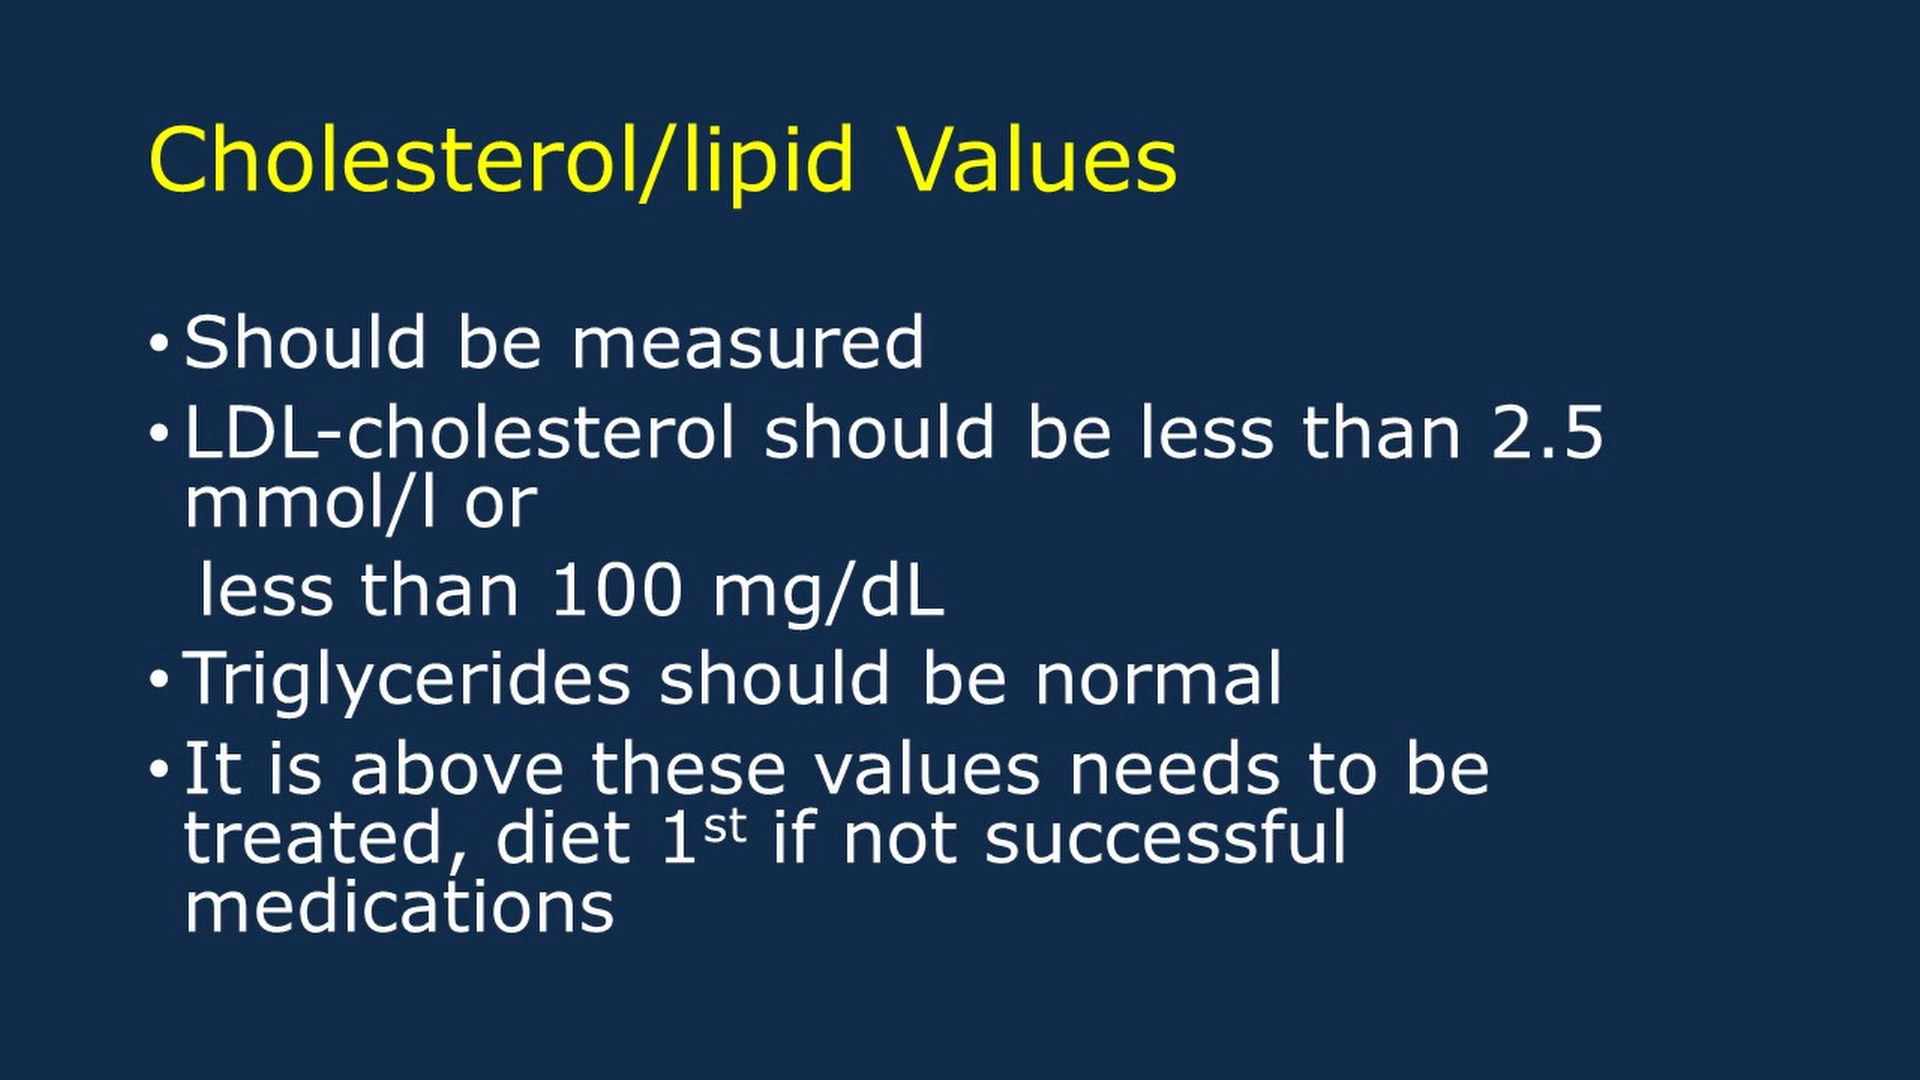 Cholesterol/lipid Values
• Should be measured
• LDL-cholesterol should be less than 2.5
mmol/l or
less than 100 mg/dL
• Triglycerides should be normal
• It is above these values needs to be
treated, diet 1st if not successful
medications